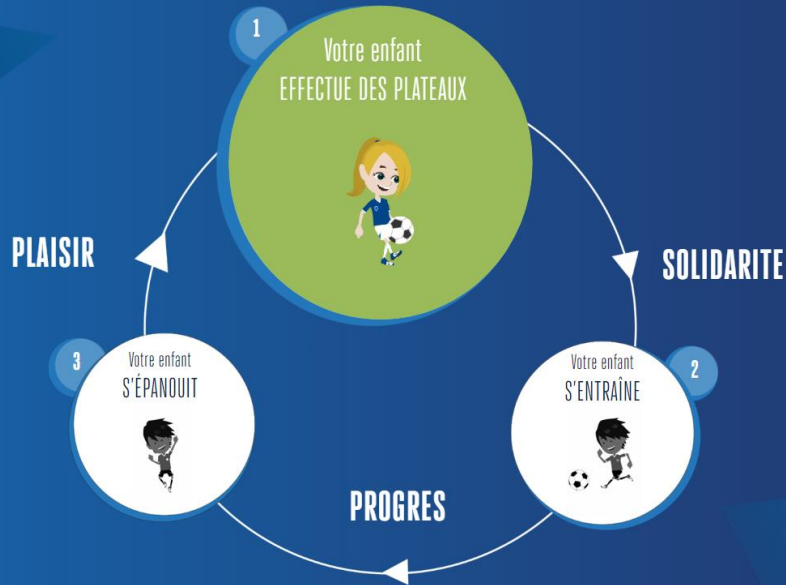 1
Votre enfant
EFFECTUE DES PLATEAUX
PLAISIR
SOLIDARITE
3
Votre enfant
S'ÉPANOUIT
Votre enfant
S'ENTRAÎNE
2
PROGRES